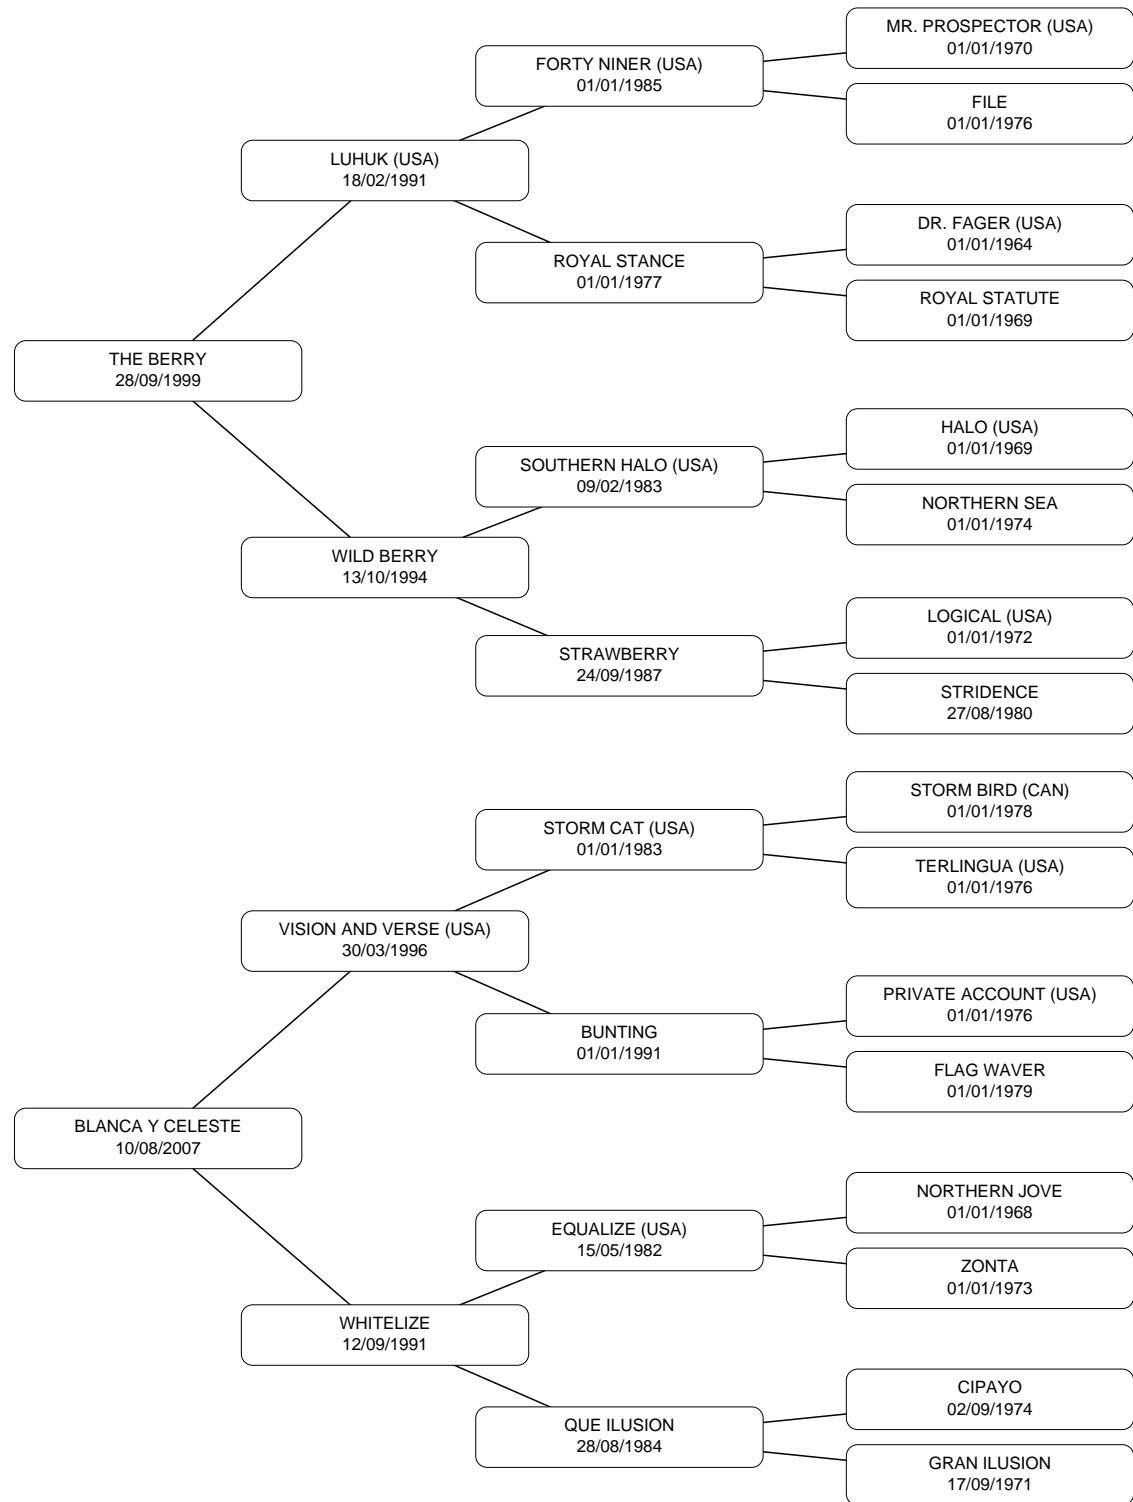 MR. PROSPECTOR (USA)
01/01/1970
FORTY NINER (USA)
01/01/1985
FILE
01/01/1976
LUHUK (USA)
18/02/1991
DR. FAGER (USA)
01/01/1964
ROYAL STANCE
01/01/1977
ROYAL STATUTE
01/01/1969
THE BERRY
28/09/1999
HALO (USA)
01/01/1969
SOUTHERN HALO (USA)
09/02/1983
NORTHERN SEA
01/01/1974
WILD BERRY
13/10/1994
LOGICAL (USA)
01/01/1972
STRAWBERRY
24/09/1987
STRIDENCE
27/08/1980
STORM BIRD (CAN)
01/01/1978
STORM CAT (USA)
01/01/1983
TERLINGUA (USA)
01/01/1976
VISION AND VERSE (USA)
30/03/1996
PRIVATE ACCOUNT (USA)
01/01/1976
BUNTING
01/01/1991
FLAG WAVER
01/01/1979
BLANCA Y CELESTE
10/08/2007
NORTHERN JOVE
01/01/1968
EQUALIZE (USA)
15/05/1982
ZONTA
01/01/1973
WHITELIZE
12/09/1991
CIPAYO
02/09/1974
QUE ILUSION
28/08/1984
GRAN ILUSION
17/09/1971